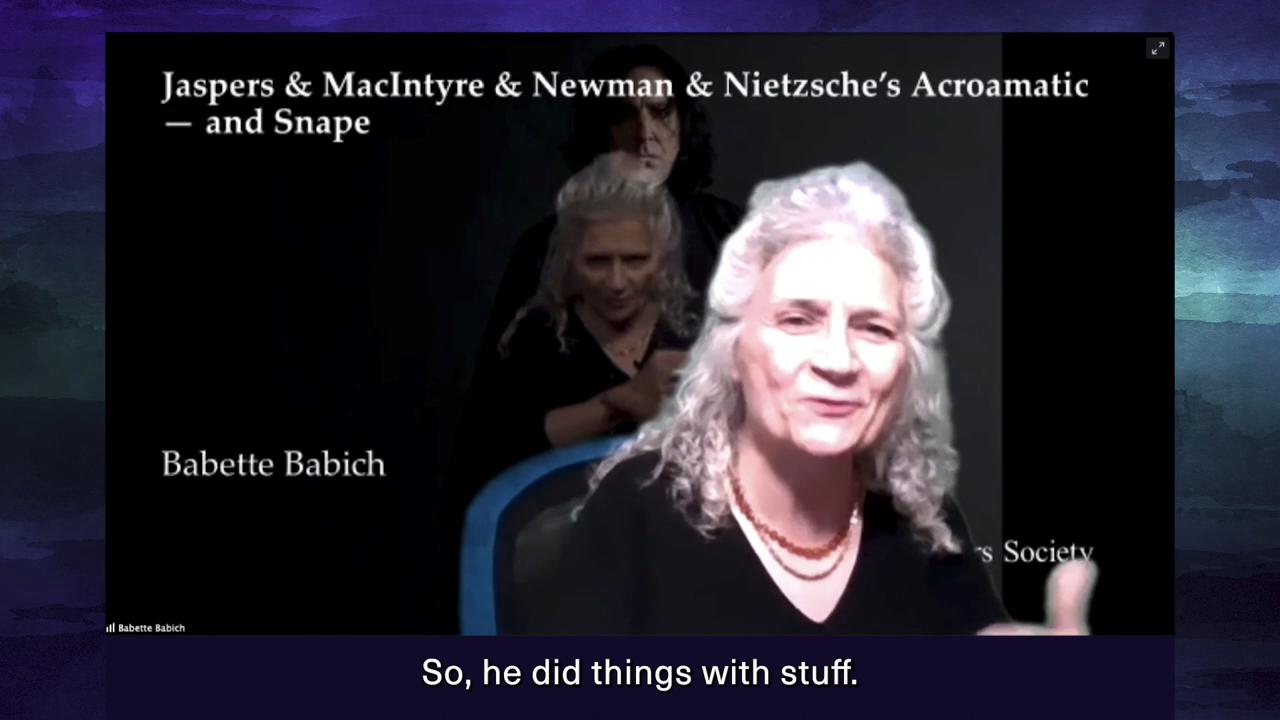 Jaspers & MacIntyre & Newman & Nietzsche’s Acroamatic
— and Snape
Babette Babich
Society
Babette Babich
So, he did things with stuff.